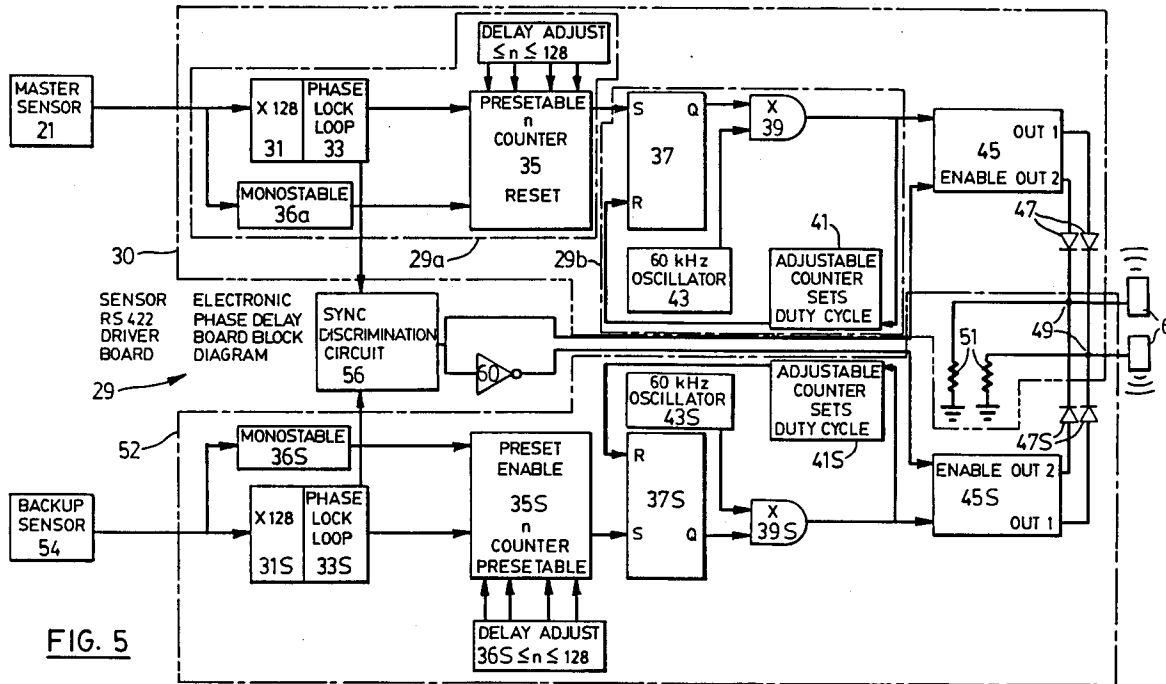 DELAY ADJUST
≤ n ≤ 128
MASTER
SENSOR
21
X 128
31
PHASE
LOCK
LOOP
33
PRESETABLE
n
COUNTER
35
RESET
MONOSTABLE
36a
S
Q
37
R
X
39
60 kHz
OSCILLATOR
43
41
ADJUSTABLE
COUNTER
SETS
DUTY CYCLE
OUT 1
45
ENABLE OUT 2
47
30
29a
29b
SENSOR
RS 422
DRIVER
BOARD
ELECTRONIC
PHASE DELAY
BOARD BLOCK
DIAGRAM
29
SYNC
DISCRIMINATION
CIRCUIT
56
60
51
49
6
52
60 kHz
OSCILLATOR
43S
ADJUSTABLE
COUNTER
SETS
DUTY CYCLE
41S
47S
MONOSTABLE
36S
BACKUP
SENSOR
54
X128
31S
PHASE
LOCK
LOOP
33S
PRESET
ENABLE
35S
n
COUNTER
PRESETABLE
R
37S
S
Q
X
39S
ENABLE OUT 2
45S
OUT 1
DELAY ADJUST
36S ≤ n ≤ 128
FIG. 5